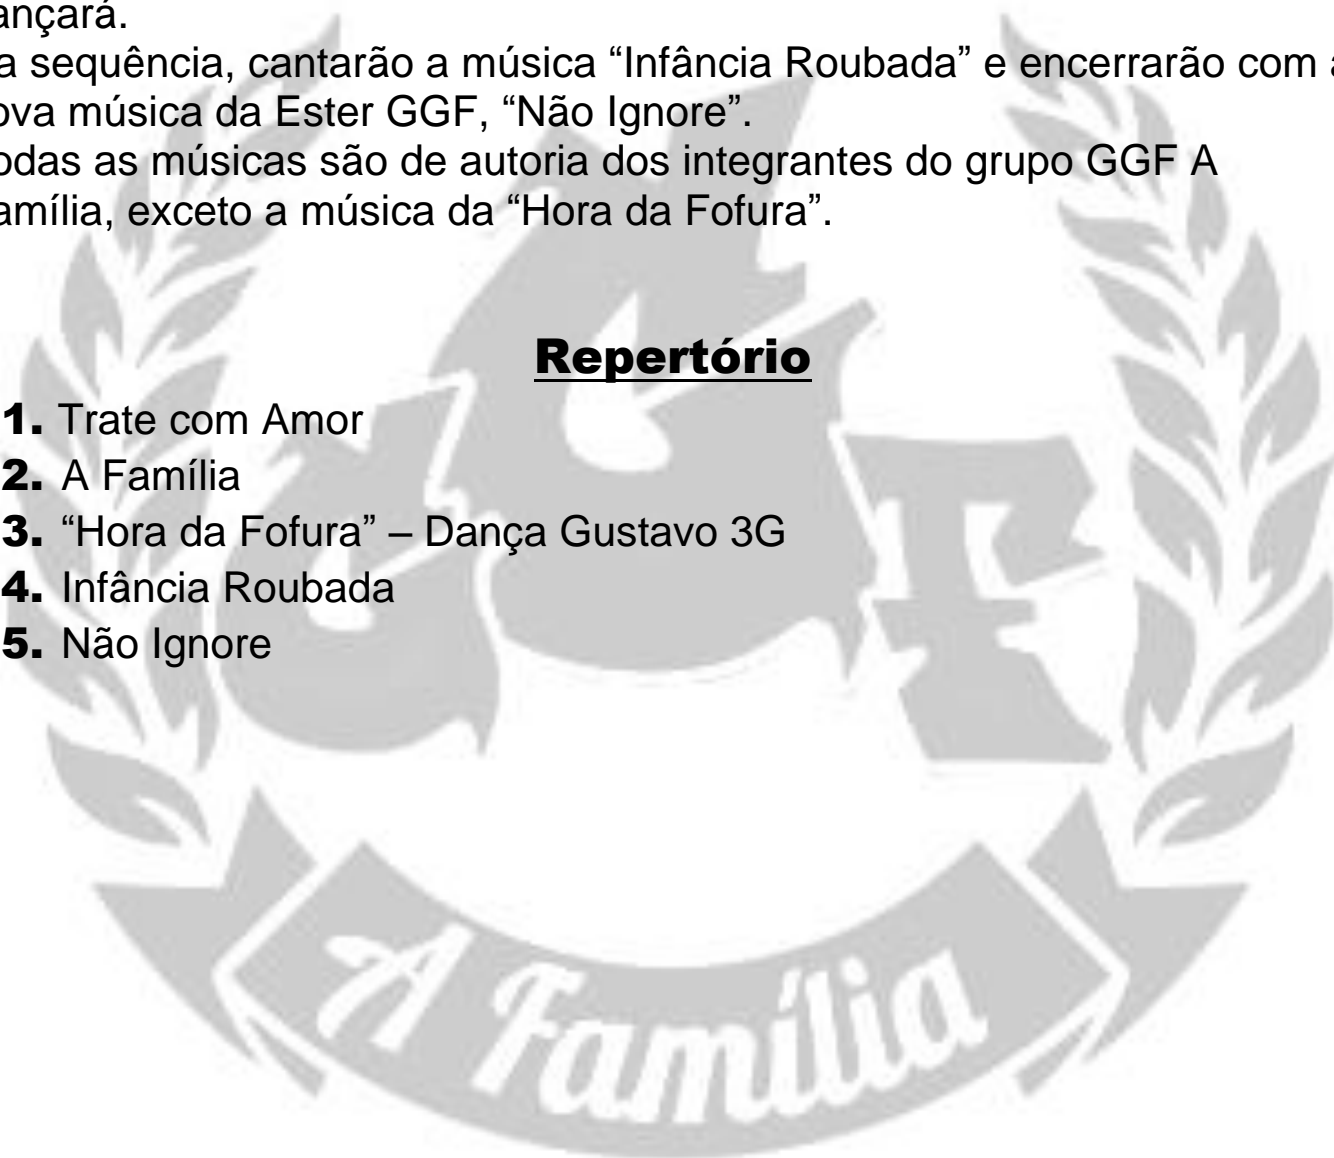 ançará.
a sequência, cantarão a música “Infância Roubada” e encerrarão com a
ova música da Ester GGF, “Não Ignore”.
odas as músicas são de autoria dos integrantes do grupo GGF A
amília, exceto a música da “Hora da Fofura”.
Repertório
1. Trate com Amor
2. A Família
3. “Hora da Fofura” – Dança Gustavo 3G
4. Infância Roubada
5. Não Ignore
GGF
A Família